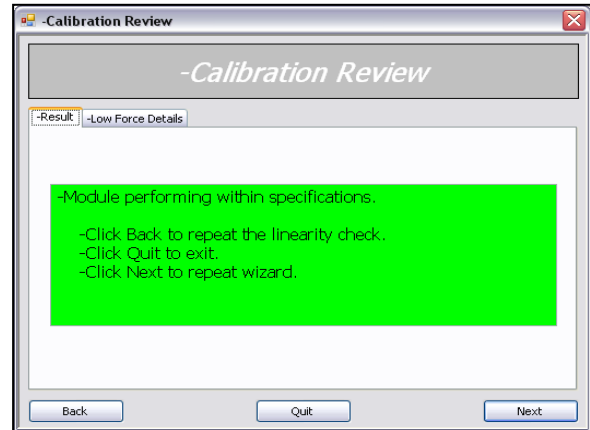 -Calibration Review
-Calibration Review
-Result -Low Force Details
-Module performing within specifications.
-Click Back to repeat the linearity check.
-Click Quit to exit.
-Click Next to repeat wizard.
Back Quit Next